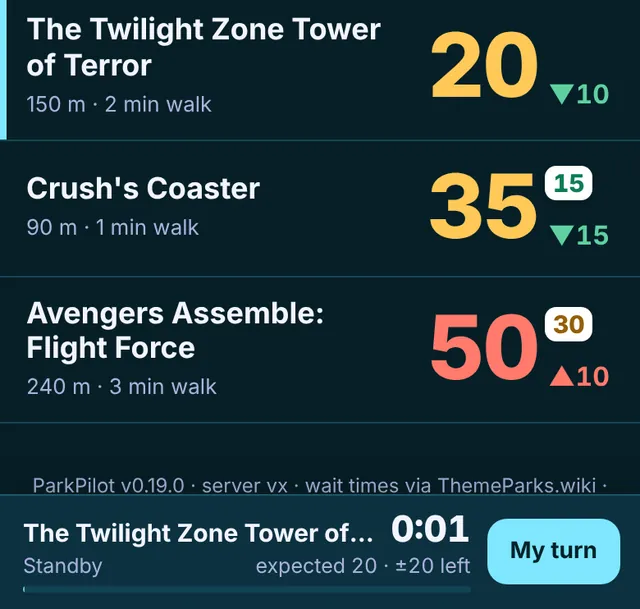 The Twilight Zone Tower
of Terror
150 m · 2 min walk
20
▼10
Crush's Coaster
90 m · 1 min walk
35
15
▼15
Avengers Assemble:
Flight Force
240 m · 3 min walk
50
30
▲10
ParkPilot v0.19.0 · server vx · wait times via ThemeParks.wiki ·
The Twilight Zone Tower of... 0:01
Standby expected 20 · ±20 left
My turn